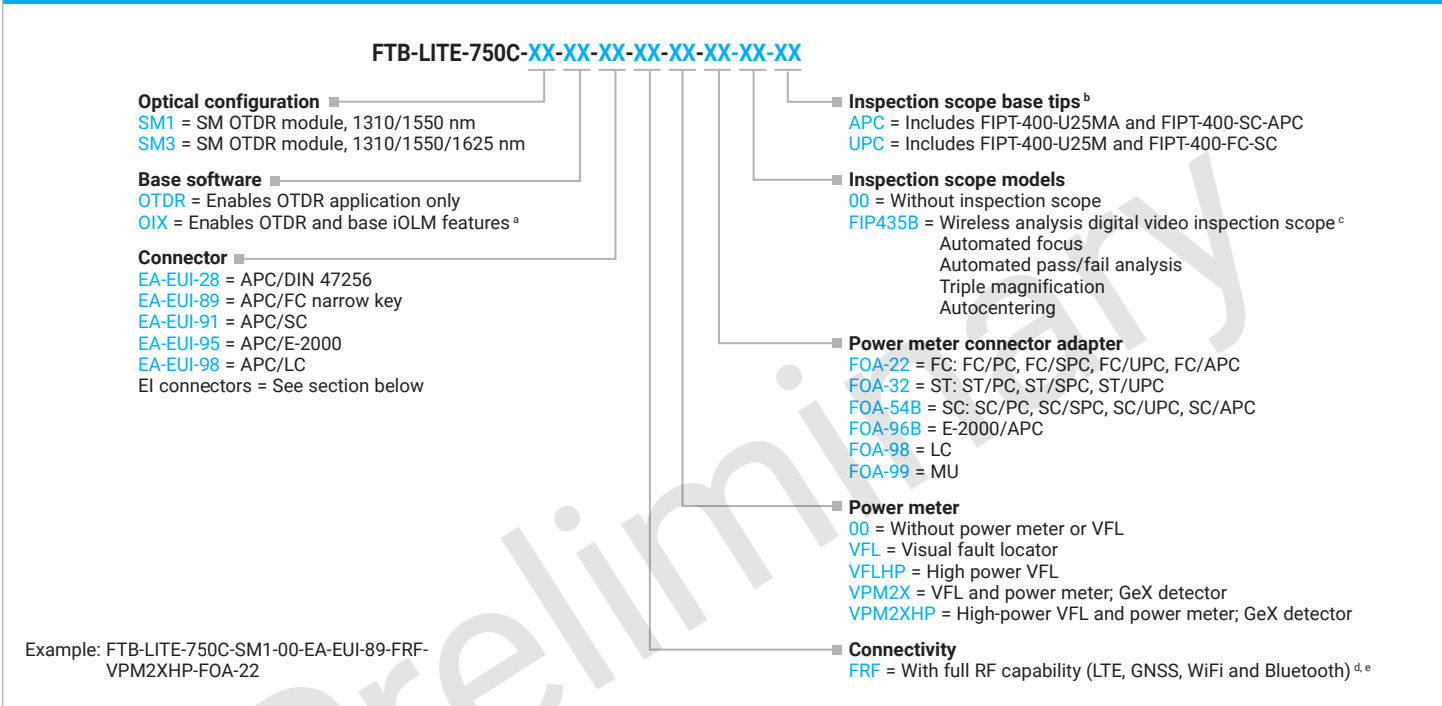 FTB-LITE-750C-XX-XX-XX-XX-XX-XX-XX-XX
Optical configuration
SM1 = SM OTDR module, 1310/1550 nm
SM3 = SM OTDR module, 1310/1550/1625 nm
Base software
OTDR = Enables OTDR application only
OIX = Enables OTDR and base iOLM features a
Connector
EA-EUI-28 = APC/DIN 47256
EA-EUI-89 = APC/FC narrow key
EA-EUI-91 = APC/SC
EA-EUI-95 = APC/E-2000
EA-EUI-98 = APC/LC
EI connectors = See section below
Example: FTB-LITE-750C-SM1-00-EA-EUI-89-FRF-
VPM2XHP-FOA-22
Inspection scope base tips b
APC = Includes FIPT-400-U25MA and FIPT-400-SC-APC
UPC = Includes FIPT-400-U25M and FIPT-400-FC-SC
Inspection scope models
00 = Without inspection scope
FIP435B = Wireless analysis digital video inspection scope c
Automated focus
Automated pass/fail analysis
Triple magnification
Autocentering
Power meter connector adapter
FOA-22 = FC: FC/PC, FC/SPC, FC/UPC, FC/APC
FOA-32 = ST: ST/PC, ST/SPC, ST/UPC
FOA-54B = SC: SC/PC, SC/SPC, SC/UPC, SC/APC
FOA-96B = E-2000/APC
FOA-98 = LC
FOA-99 = MU
Power meter
00 = Without power meter or VFL
VFL = Visual fault locator
VFLHP = High power VFL
VPM2X = VFL and power meter; GeX detector
VPM2XHP = High-power VFL and power meter; GeX detector
Connectivity
FRF = With full RF capability (LTE, GNSS, WiFi and Bluetooth) d, e
Preliminary